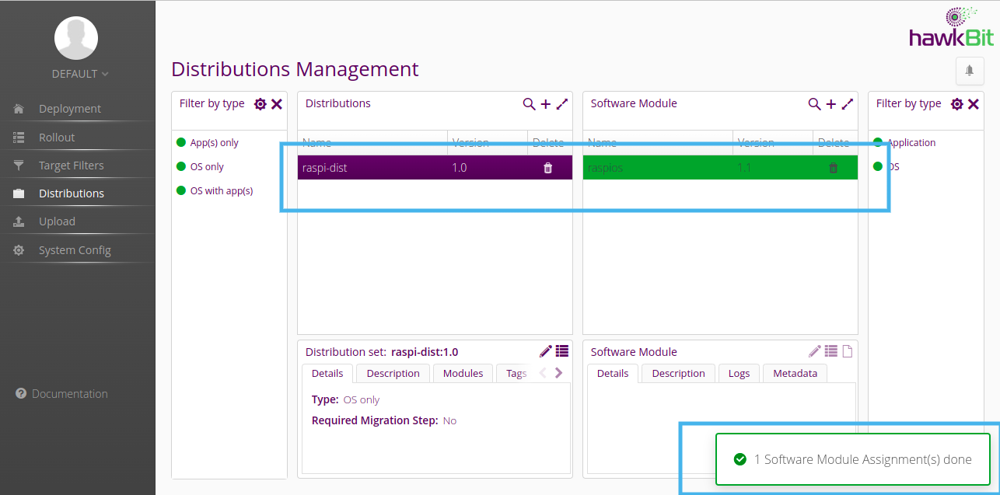 hawkBit
DEFAULT
Deployment
Rollout
Target Filters
Distributions
Upload
System Config
Documentation
Distributions Management
Filter by type
App(s) only
OS only
OS with app(s)
Distributions
Name Version Delete
raspi-dist 1.0
Software Module
Name Version Delete
raspios 1.1
Filter by type
Application
OS
Distribution set: raspi-dist:1.0
Details Description Modules Tags
Type: OS only
Required Migration Step: No
Software Module
Details Description Logs Metadata
1 Software Module Assignment(s) done